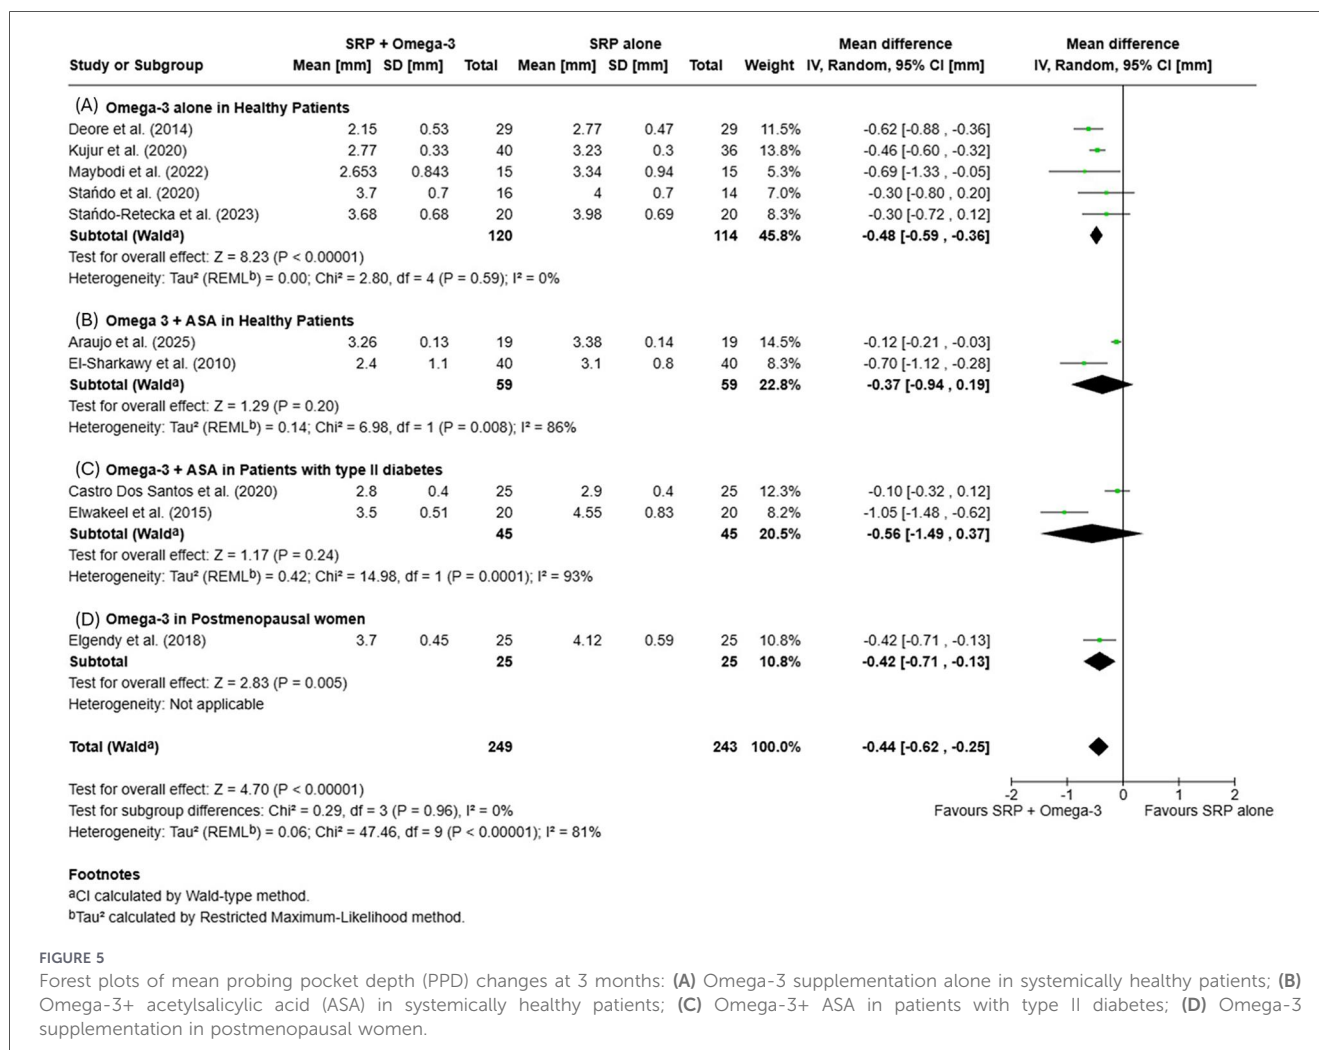 SRP + Omega-3 SRP alone Mean difference Mean difference
Study or Subgroup Mean [mm] SD [mm] Total Mean [mm] SD [mm] Total Weight IV, Random, 95% CI [mm] IV, Random, 95% CI [mm]
(A) Omega-3 alone in Healthy Patients
Deore et al. (2014) 2.15 0.53 29 2.77 0.47 29 11.5% -0.62 [-0.88 , -0.36]
Kujur et al. (2020) 2.77 0.33 40 3.23 0.3 36 13.8% -0.46 [-0.60 , -0.32]
Maybodi et al. (2022) 2.653 0.843 15 3.34 0.94 15 5.3% -0.69 [-1.33 , -0.05]
Stańdo et al. (2020) 3.7 0.7 16 4 0.7 14 7.0% -0.30 [-0.80 , 0.20]
Stańdo-Retecka et al. (2023) 3.68 0.68 20 3.98 0.69 20 8.3% -0.30 [-0.72 , 0.12]
Subtotal (Waldᵃ) 120 114 45.8% -0.48 [-0.59 , -0.36]
Test for overall effect: Z = 8.23 (P < 0.00001)
Heterogeneity: Tau² (REMLᵇ) = 0.00; Chi² = 2.80, df = 4 (P = 0.59); I² = 0%
(B) Omega 3 + ASA in Healthy Patients
Araujo et al. (2025) 3.26 0.13 19 3.38 0.14 19 14.5% -0.12 [-0.21 , -0.03]
El-Sharkawy et al. (2010) 2.4 1.1 40 3.1 0.8 40 8.3% -0.70 [-1.12 , -0.28]
Subtotal (Waldᵃ) 59 59 22.8% -0.37 [-0.94 , 0.19]
Test for overall effect: Z = 1.29 (P = 0.20)
Heterogeneity: Tau² (REMLᵇ) = 0.14; Chi² = 6.98, df = 1 (P = 0.008); I² = 86%
(C) Omega-3 + ASA in Patients with type II diabetes
Castro Dos Santos et al. (2020) 2.8 0.4 25 2.9 0.4 25 12.3% -0.10 [-0.32 , 0.12]
Elwakeel et al. (2015) 3.5 0.51 20 4.55 0.83 20 8.2% -1.05 [-1.48 , -0.62]
Subtotal (Waldᵃ) 45 45 20.5% -0.56 [-1.49 , 0.37]
Test for overall effect: Z = 1.17 (P = 0.24)
Heterogeneity: Tau² (REMLᵇ) = 0.42; Chi² = 14.98, df = 1 (P = 0.0001); I² = 93%
(D) Omega-3 in Postmenopausal women
Elgendy et al. (2018) 3.7 0.45 25 4.12 0.59 25 10.8% -0.42 [-0.71 , -0.13]
Subtotal 25 25 10.8% -0.42 [-0.71 , -0.13]
Test for overall effect: Z = 2.83 (P = 0.005)
Heterogeneity: Not applicable
Total (Waldᵃ) 249 243 100.0% -0.44 [-0.62 , -0.25]
Test for overall effect: Z = 4.70 (P < 0.00001)
Test for subgroup differences: Chi² = 0.29, df = 3 (P = 0.96), I² = 0%
Heterogeneity: Tau² (REMLᵇ) = 0.06; Chi² = 47.46, df = 9 (P < 0.00001); I² = 81%
-2 -1 0 1 2
Favours SRP + Omega-3 Favours SRP alone
Footnotes
ᵃCI calculated by Wald-type method.
ᵇTau² calculated by Restricted Maximum-Likelihood method.
FIGURE 5
Forest plots of mean probing pocket depth (PPD) changes at 3 months: (A) Omega-3 supplementation alone in systemically healthy patients; (B)
Omega-3+ acetylsalicylic acid (ASA) in systemically healthy patients; (C) Omega-3+ ASA in patients with type II diabetes; (D) Omega-3
supplementation in postmenopausal women.